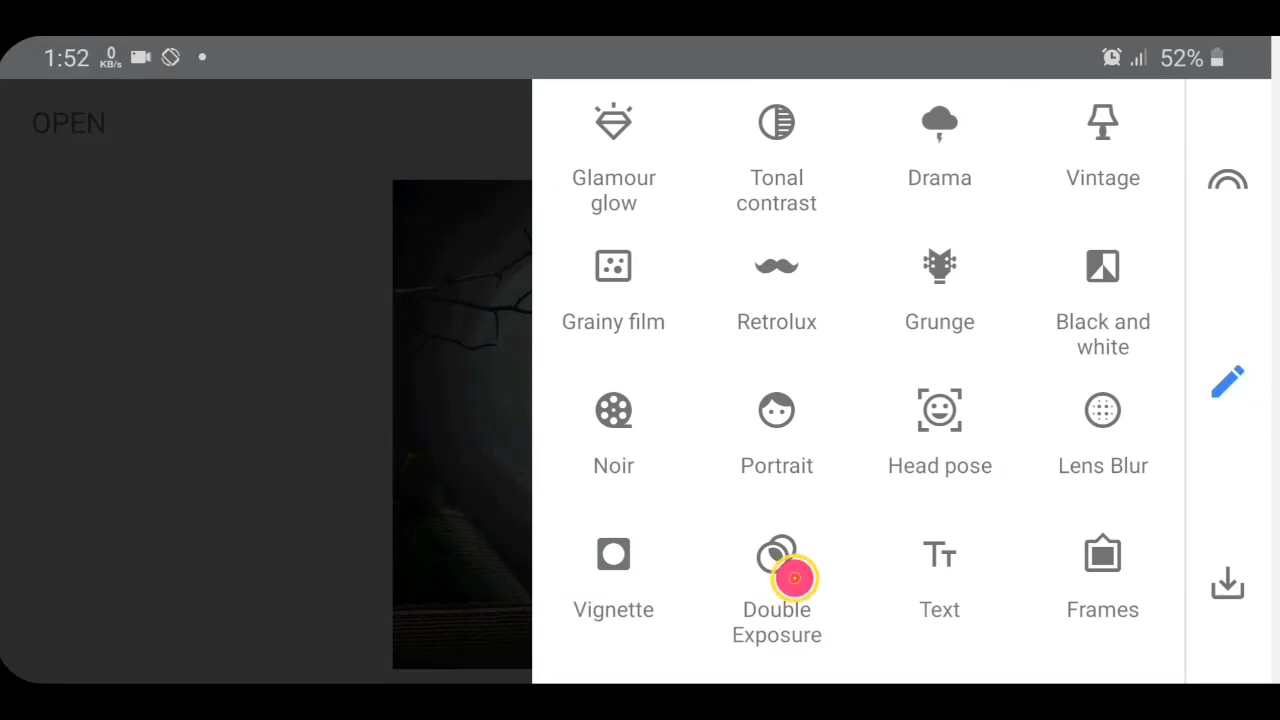 1:52 0 KB/s 52%
OPEN
Glamour glow
Tonal contrast
Drama
Vintage
Grainy film
Retrolux
Grunge
Black and white
Noir
Portrait
Head pose
Lens Blur
Vignette
Double Exposure
Text
Frames